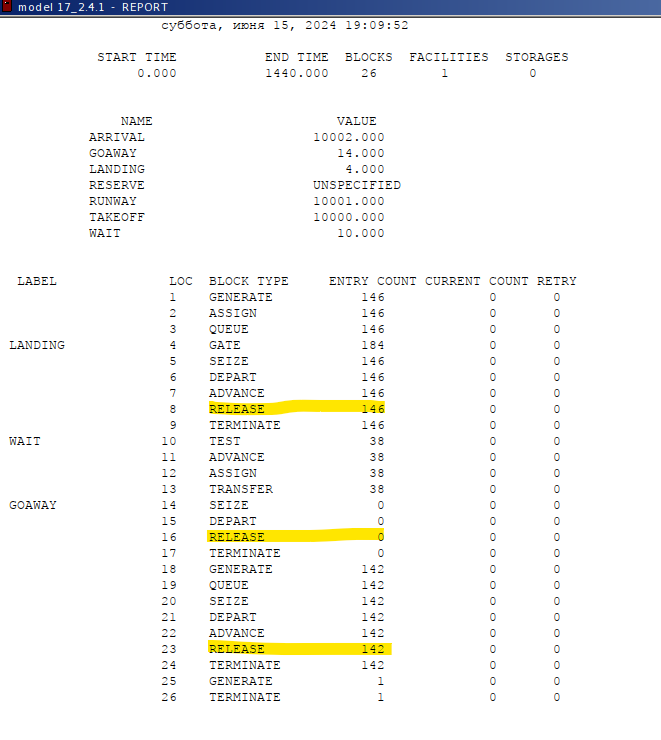 model 17_2.4.1 - REPORT
суббота, июня 15, 2024 19:09:52
START TIME END TIME BLOCKS FACILITIES STORAGES
0.000 1440.000 26 1 0
NAME VALUE
ARRIVAL 10002.000
GOAWAY 14.000
LANDING 4.000
RESERVE UNSPECIFIED
RUNWAY 10001.000
TAKEOFF 10000.000
WAIT 10.000
LABEL LOC BLOCK TYPE ENTRY COUNT CURRENT COUNT RETRY
1 GENERATE 146 0 0
2 ASSIGN 146 0 0
3 QUEUE 146 0 0
LANDING 4 GATE 184 0 0
5 SEIZE 146 0 0
6 DEPART 146 0 0
7 ADVANCE 146 0 0
8 RELEASE 146 0 0
9 TERMINATE 146 0 0
WAIT 10 TEST 38 0 0
11 ADVANCE 38 0 0
12 ASSIGN 38 0 0
13 TRANSFER 38 0 0
GOAWAY 14 SEIZE 0 0 0
15 DEPART 0 0 0
16 RELEASE 0 0 0
17 TERMINATE 0 0 0
18 GENERATE 142 0 0
19 QUEUE 142 0 0
20 SEIZE 142 0 0
21 DEPART 142 0 0
22 ADVANCE 142 0 0
23 RELEASE 142 0 0
24 TERMINATE 142 0 0
25 GENERATE 1 0 0
26 TERMINATE 1 0 0